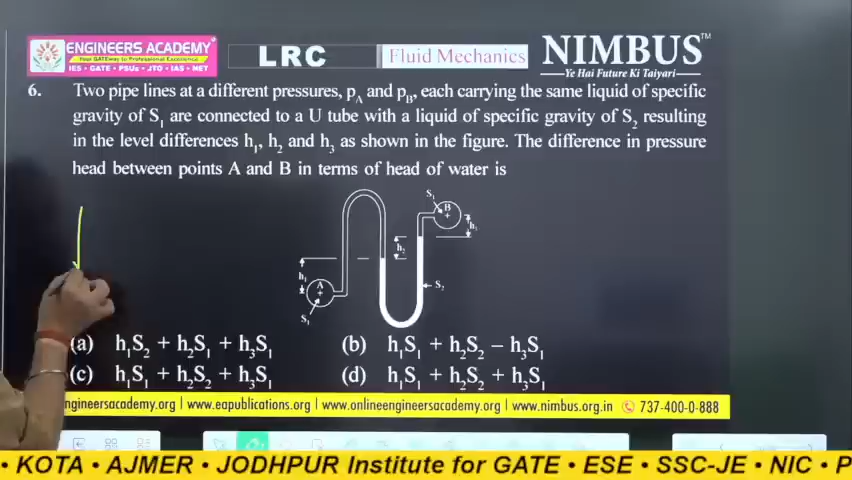 ENGINEERS ACADEMY
Your GATEway to Professional Excellence
IES • GATE • PSUs • JTO • IAS • NET
LRC
Fluid Mechanics
NIMBUS™
Ye Hai Future Ki Taiyari
6. Two pipe lines at a different pressures, pA and pB, each carrying the same liquid of specific
gravity of S1 are connected to a U tube with a liquid of specific gravity of S2 resulting
in the level differences h1, h2 and h3 as shown in the figure. The difference in pressure
head between points A and B in terms of head of water is
S1
B
+
h3
h2
h1
A
+
S2
S1
(a) h1S2 + h2S1 + h3S1
(b) h1S1 + h2S2 − h3S1
(c) h1S1 + h2S2 + h3S1
(d) h1S1 + h2S2 + h3S1
ngineersacademy.org | www.eapublications.org | www.onlineengineersacademy.org | www.nimbus.org.in 737-400-0-888
• KOTA • AJMER • JODHPUR Institute for GATE • ESE • SSC-JE • NIC • P